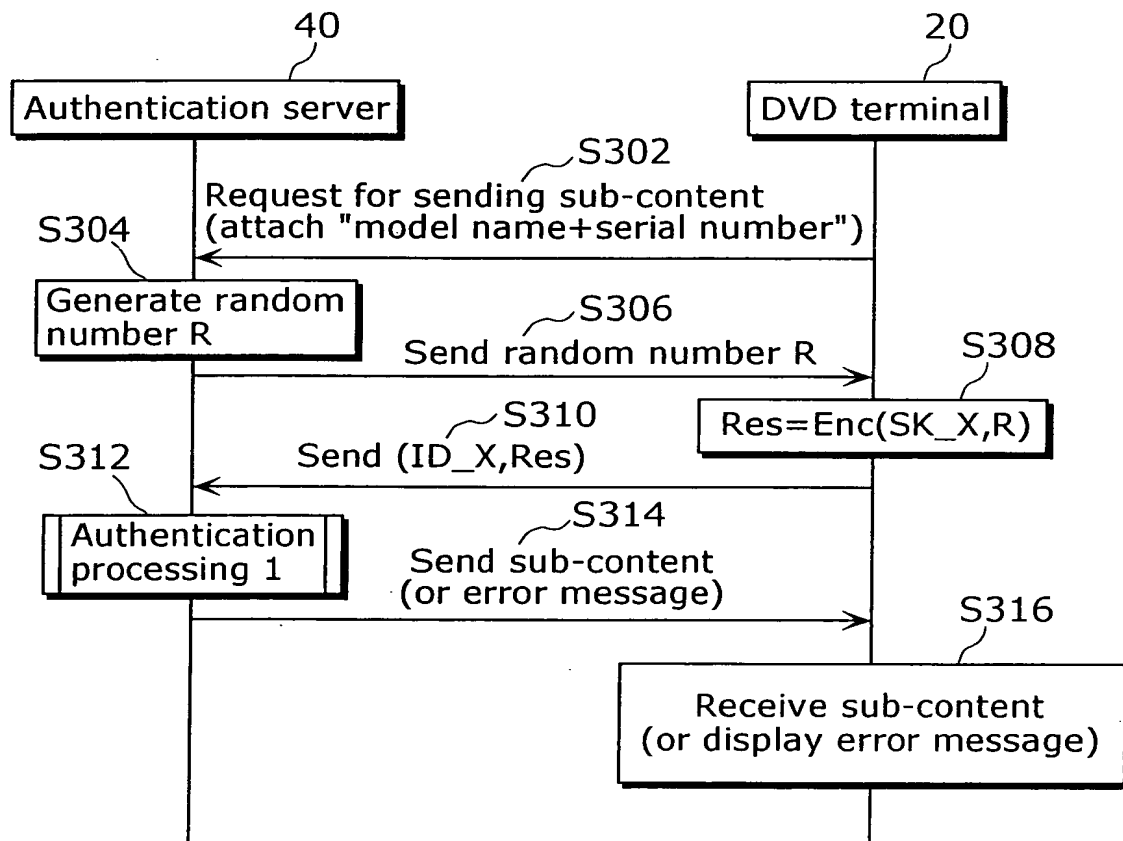 40
20
Authentication server
DVD terminal
S302
Request for sending sub-content
(attach "model name+serial number")
S304
Generate random
number R
S306
Send random number R
S308
Res=Enc(SK_X,R)
S310
Send (ID_X,Res)
S312
Authentication
processing 1
S314
Send sub-content
(or error message)
S316
Receive sub-content
(or display error message)